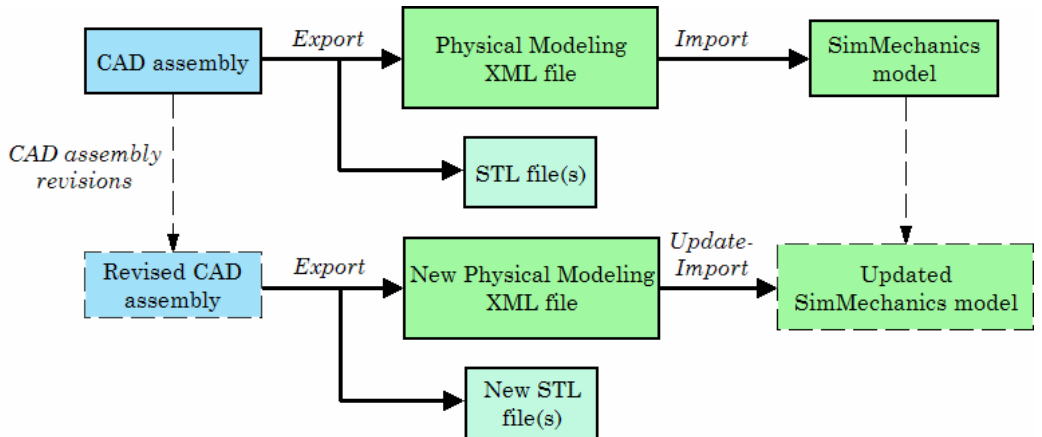 Export
Import
CAD assembly
Physical Modeling
XML file
SimMechanics
model
CAD assembly
revisions
STL file(s)
Export
Update-
Import
Revised CAD
assembly
New Physical Modeling
XML file
Updated
SimMechanics model
New STL
file(s)